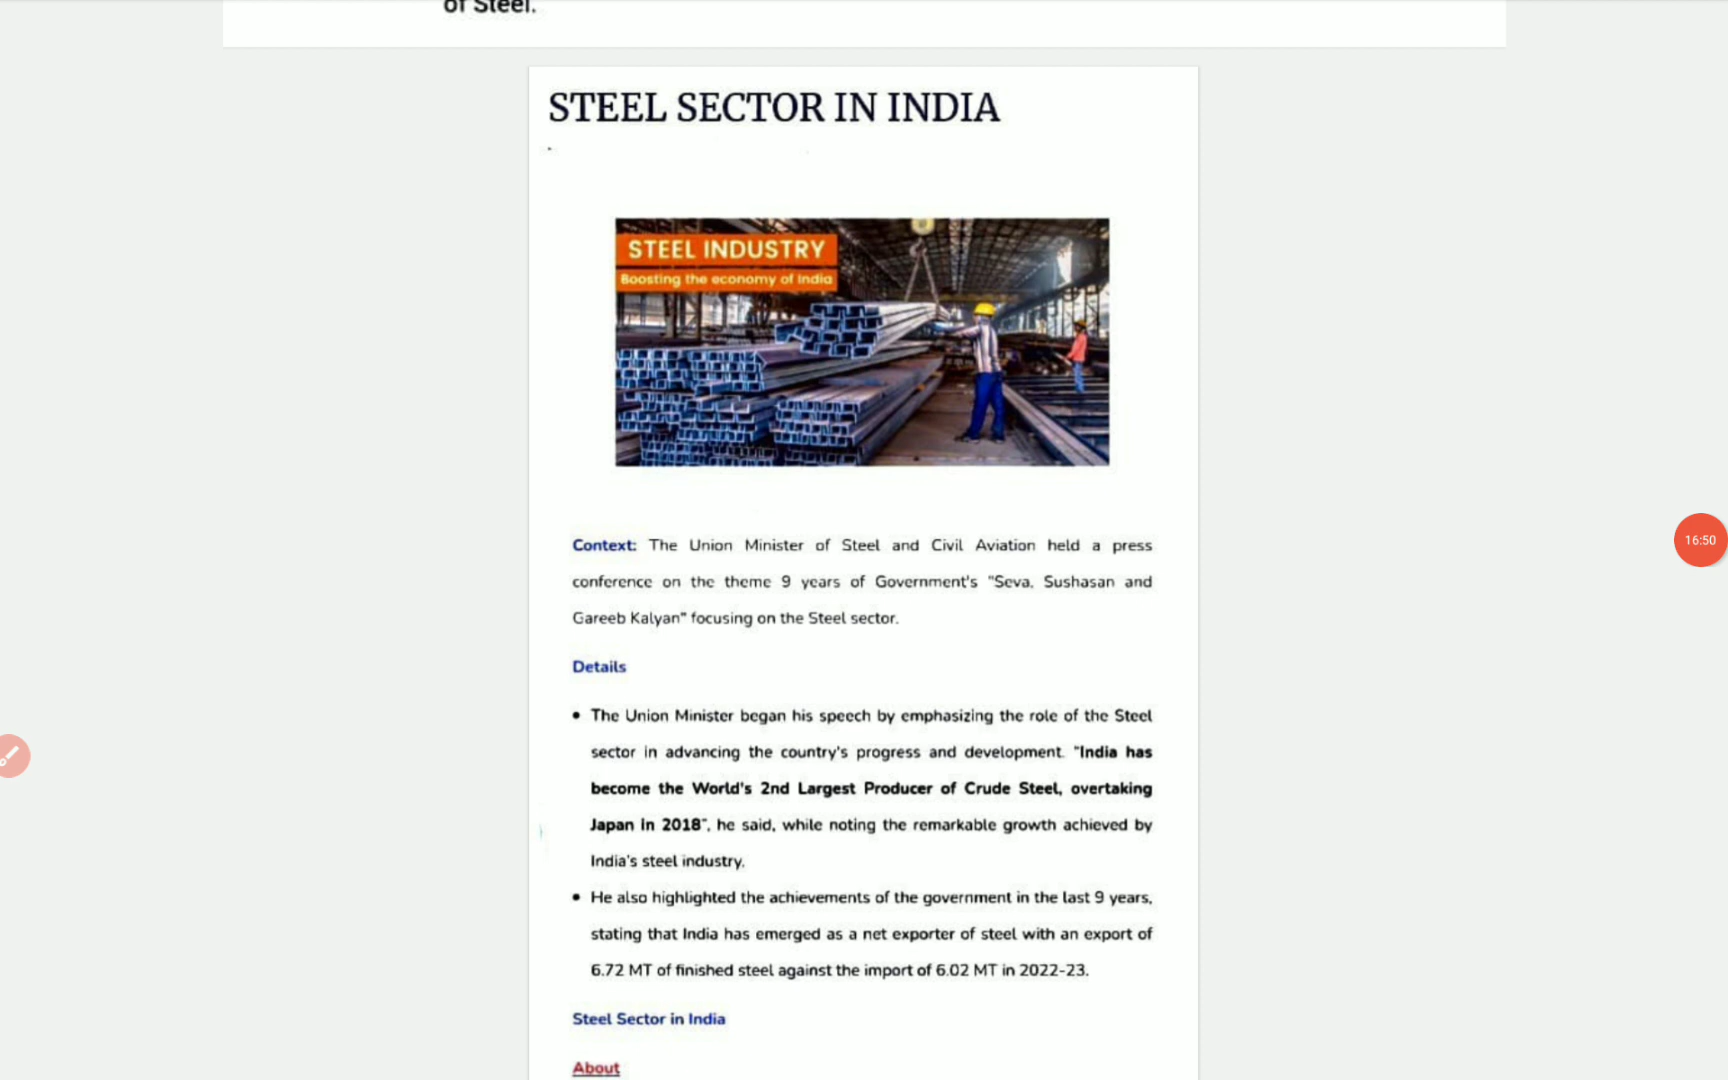 of Steel.
STEEL SECTOR IN INDIA
STEEL INDUSTRY
Boosting the economy of India
Context: The Union Minister of Steel and Civil Aviation held a press
conference on the theme 9 years of Government's "Seva, Sushasan and
Gareeb Kalyan" focusing on the Steel sector.
Details
• The Union Minister began his speech by emphasizing the role of the Steel
sector in advancing the country's progress and development. "India has
become the World's 2nd Largest Producer of Crude Steel, overtaking
Japan in 2018", he said, while noting the remarkable growth achieved by
India's steel industry.
• He also highlighted the achievements of the government in the last 9 years,
stating that India has emerged as a net exporter of steel with an export of
6.72 MT of finished steel against the import of 6.02 MT in 2022-23.
Steel Sector in India
About
16:50